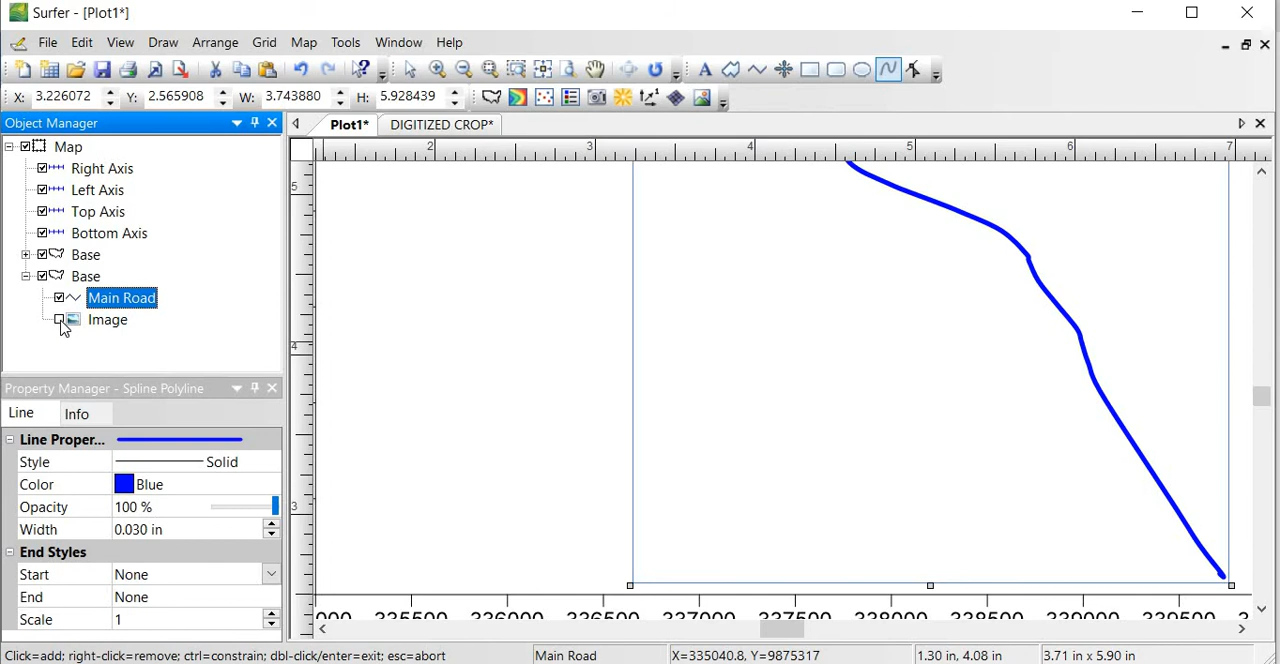 Surfer - [Plot1*]
File Edit View Draw Arrange Grid Map Tools Window Help
X: 3.226072 Y: 2.565908 W: 3.743880 H: 5.928439
Object Manager
Plot1* DIGITIZED CROP*
Map
Right Axis
Left Axis
Top Axis
Bottom Axis
Base
Base
Main Road
Image
Property Manager - Spline Polyline
Line Info
Line Proper...
Style Solid
Color Blue
Opacity 100 %
Width 0.030 in
End Styles
Start None
End None
Scale 1
2 3 4 5 6 7
5
4
3
335500 336000 336500 337000 337500 338000 338500 339000 339500
Click=add; right-click=remove; ctrl=constrain; dbl-click/enter=exit; esc=abort Main Road X=335040.8, Y=9875317 1.30 in, 4.08 in 3.71 in x 5.90 in